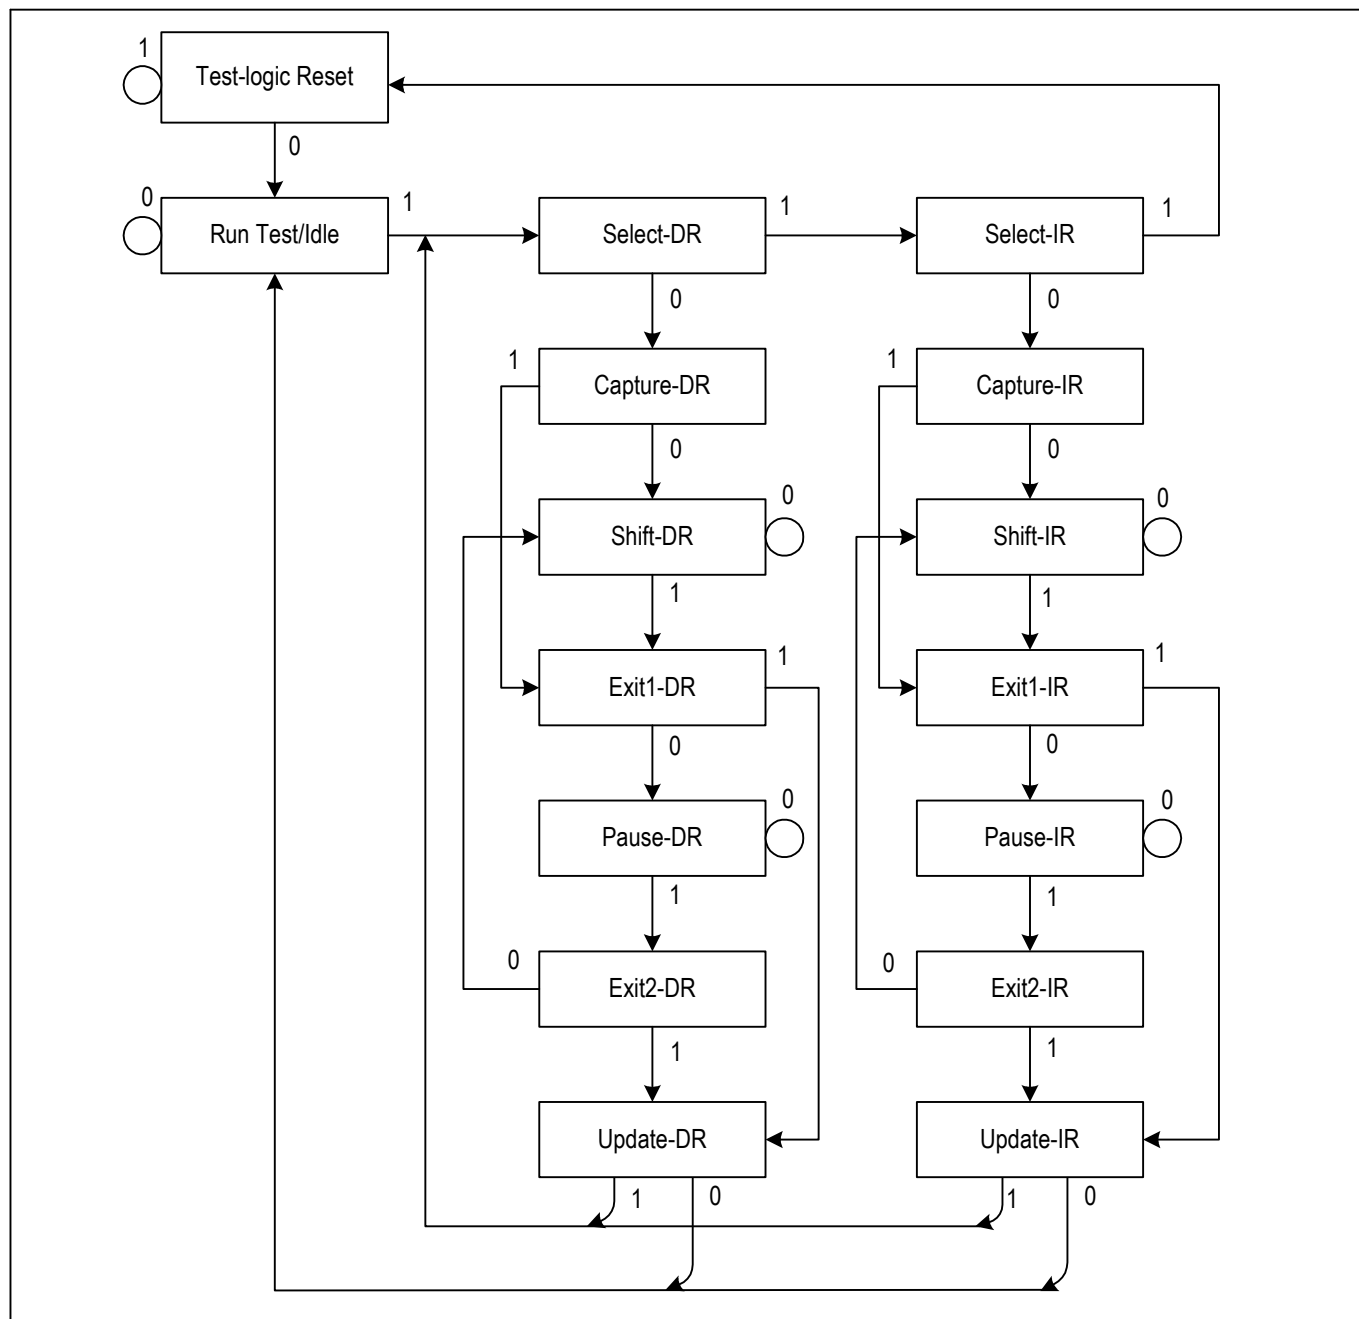 1
Test-logic Reset
0
0
Run Test/Idle
1
Select-DR
1
Select-IR
1
0
0
1
Capture-DR
1
Capture-IR
0
0
Shift-DR
0
Shift-IR
0
1
1
Exit1-DR
1
Exit1-IR
1
0
0
Pause-DR
0
Pause-IR
0
1
1
0
Exit2-DR
0
Exit2-IR
1
1
Update-DR
Update-IR
1
0
1
0